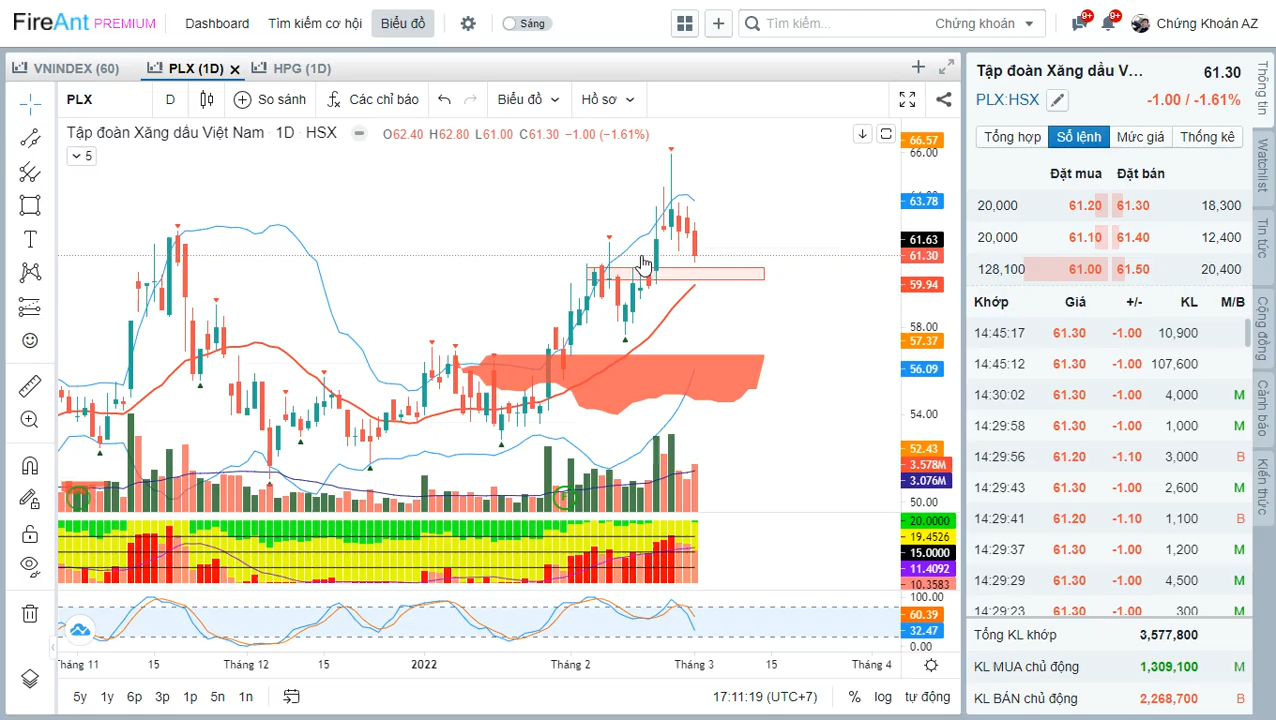 FireAnt PREMIUM
Dashboard
Tìm kiếm cơ hội
Biểu đồ
Sáng
Tìm kiếm...
Chứng khoán
9+
9+
Chứng Khoán AZ
VNINDEX (60)
PLX (1D)
HPG (1D)
PLX
D
So sánh
Các chỉ báo
Biểu đồ
Hồ sơ
Tập đoàn Xăng dầu Việt Nam · 1D · HSX
O62.40 H62.80 L61.00 C61.30 −1.00 (−1.61%)
5
66.57
66.00
63.78
61.63
61.30
59.94
58.00
57.37
56.09
54.00
52.43
3.578M
3.076M
50.00
20.0000
19.4526
15.0000
11.4092
10.3583
100.00
60.39
32.47
0.00
Tháng 11
15
Tháng 12
15
2022
Tháng 2
Tháng 3
15
Tháng 4
5y
1y
6p
3p
1p
5n
1n
17:11:19 (UTC+7)
%
log
tự động
Tập đoàn Xăng dầu V...
61.30
PLX:HSX
-1.00 / -1.61%
Tổng hợp
Sổ lệnh
Mức giá
Thống kê
Đặt mua Đặt bán
20,000 61.20 61.30 18,300
20,000 61.10 61.40 12,400
128,100 61.00 61.50 20,400
Khớp Giá +/- KL M/B
14:45:17 61.30 -1.00 10,900
14:45:12 61.30 -1.00 107,600
14:30:02 61.30 -1.00 4,000 M
14:29:58 61.30 -1.00 1,000 M
14:29:56 61.20 -1.10 3,000 B
14:29:43 61.30 -1.00 2,600 M
14:29:41 61.20 -1.10 1,100 B
14:29:37 61.30 -1.00 1,200 M
14:29:29 61.30 -1.00 4,500 M
14:29:23 61.30 -1.00 300 M
Tổng KL khớp 3,577,800
KL MUA chủ động 1,309,100 M
KL BÁN chủ động 2,268,700 B
Thông tin
Watchlist
Tin tức
Cộng đồng
Cảnh báo
Kiến thức